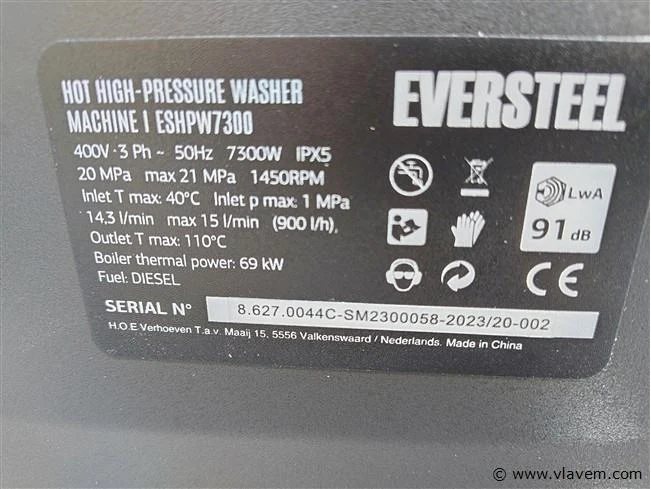 HOT HIGH-PRESSURE WASHER
MACHINE I ESHPW7300
EVERSTEEL
400V ·3 Ph ~ 50Hz 7300W IPX5
20 MPa max 21 MPa 1450RPM
Inlet T max: 40°C Inlet p max: 1 MPa
14,3 l/min max 15 l/min (900 l/h),
Outlet T max: 110°C
Boiler thermal power: 69 kW
Fuel: DIESEL
LwA
91 dB
CE
SERIAL N° 8.627.0044C-SM2300058-2023/20-002
H.O.E Verhoeven T.a.v. Maaij 15, 5556 Valkenswaard / Nederlands. Made in China
© www.vlavem.com